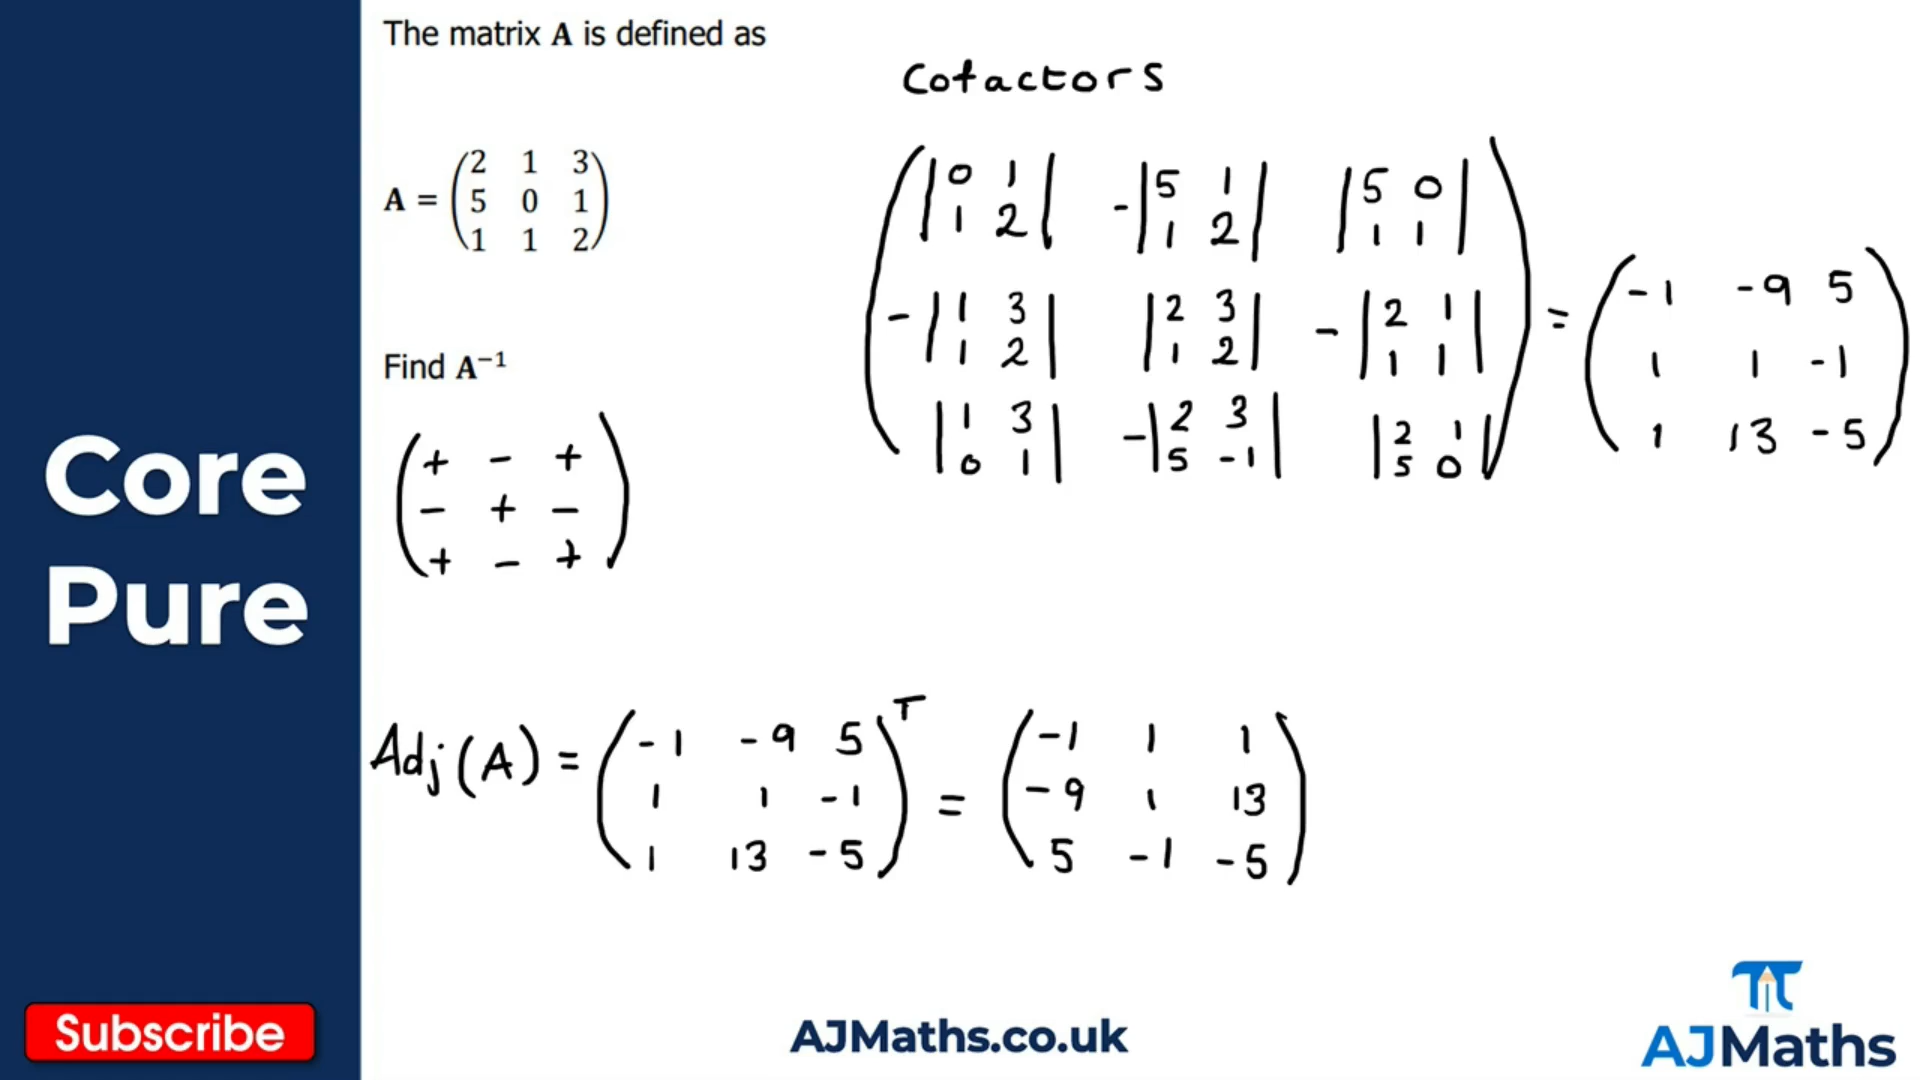 The matrix A is defined as
A = (2 1 3
5 0 1
1 1 2)
Find A⁻¹
(+ − +
− + −
+ − +)
Cofactors
(|0 1| -|5 1| |5 0|
|1 2| |1 2| |1 1|
-|1 3| |2 3| -|2 1|
|1 2| |1 2| |1 1|
|1 3| -|2 3| |2 1|
|0 1| |5 -1| |5 0|)
= (-1 -9 5
1 1 -1
1 13 -5)
Adj(A) = (-1 -9 5
1 1 -1
1 13 -5)ᵀ
= (-1 1 1
-9 1 13
5 -1 -5)
Core
Pure
Subscribe
AJMaths.co.uk
AJMaths